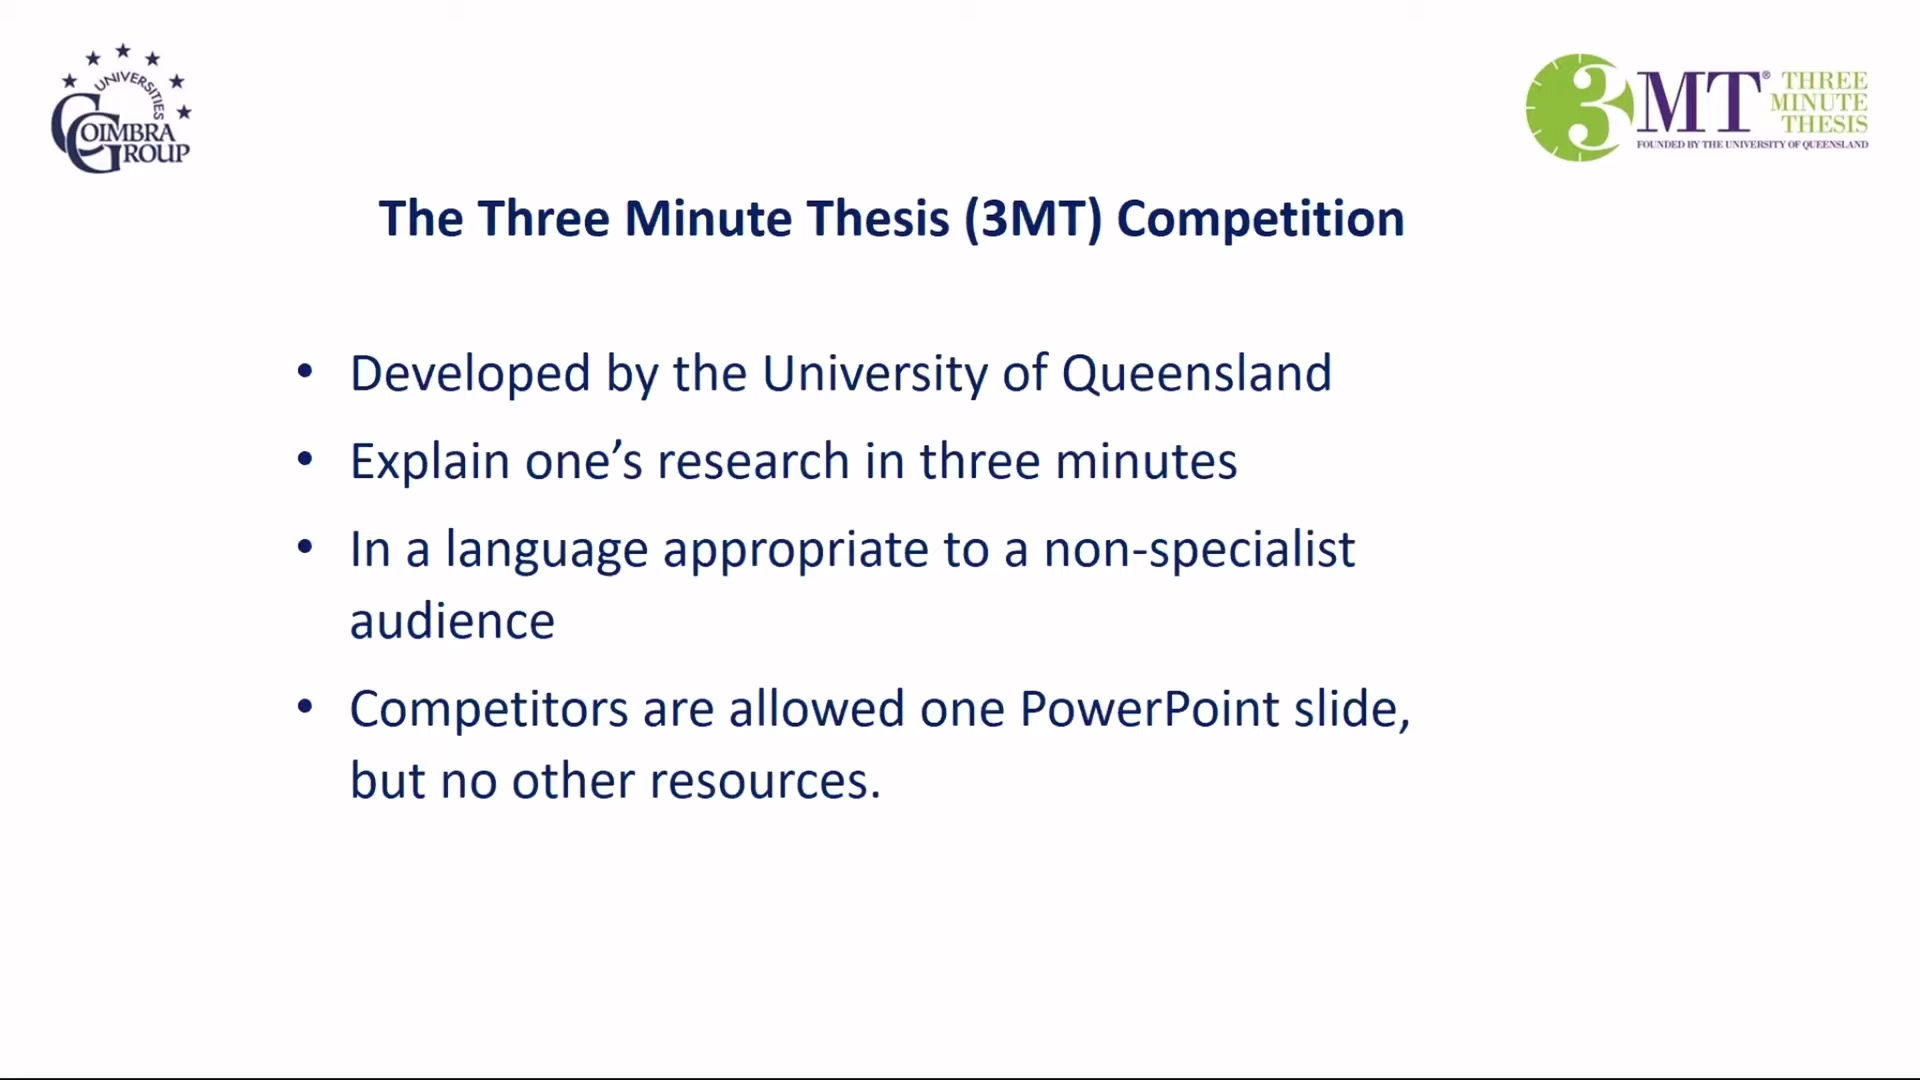 UNIVERSITIES
COIMBRA
GROUP
3MT® THREE
MINUTE
THESIS
FOUNDED BY THE UNIVERSITY OF QUEENSLAND
The Three Minute Thesis (3MT) Competition
• Developed by the University of Queensland
• Explain one’s research in three minutes
• In a language appropriate to a non-specialist
audience
• Competitors are allowed one PowerPoint slide,
but no other resources.